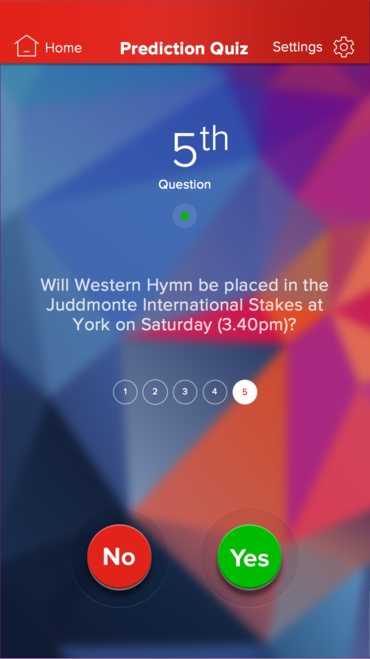 Home
Prediction Quiz
Settings
5th
Question
Will Western Hymn be placed in the
Juddmonte International Stakes at
York on Saturday (3.40pm)?
1 2 3 4 5
No
Yes